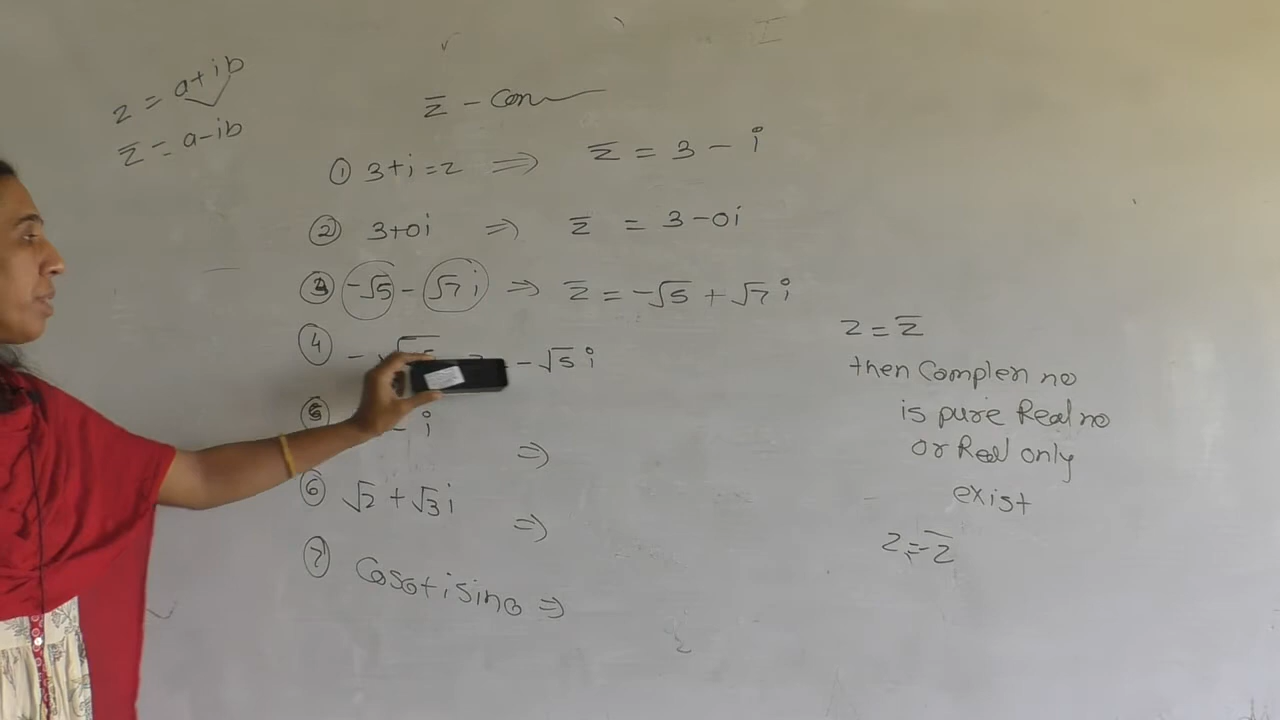 z = a+ib
z̅ = a-ib
z̅ - Con
① 3+i=z ⇒ z̅ = 3 - i
② 3+0i ⇒ z̅ = 3-0i
③ -√5 - √7 i ⇒ z̅ = -√5 + √7 i
④ - -√5 i
⑤ - i ⇒
⑥ √2 + √3 i ⇒
⑦ Cosθ+isinθ ⇒
z = z̅
then Complen no
is pure Real no
or Real only
exist
z = -z̅